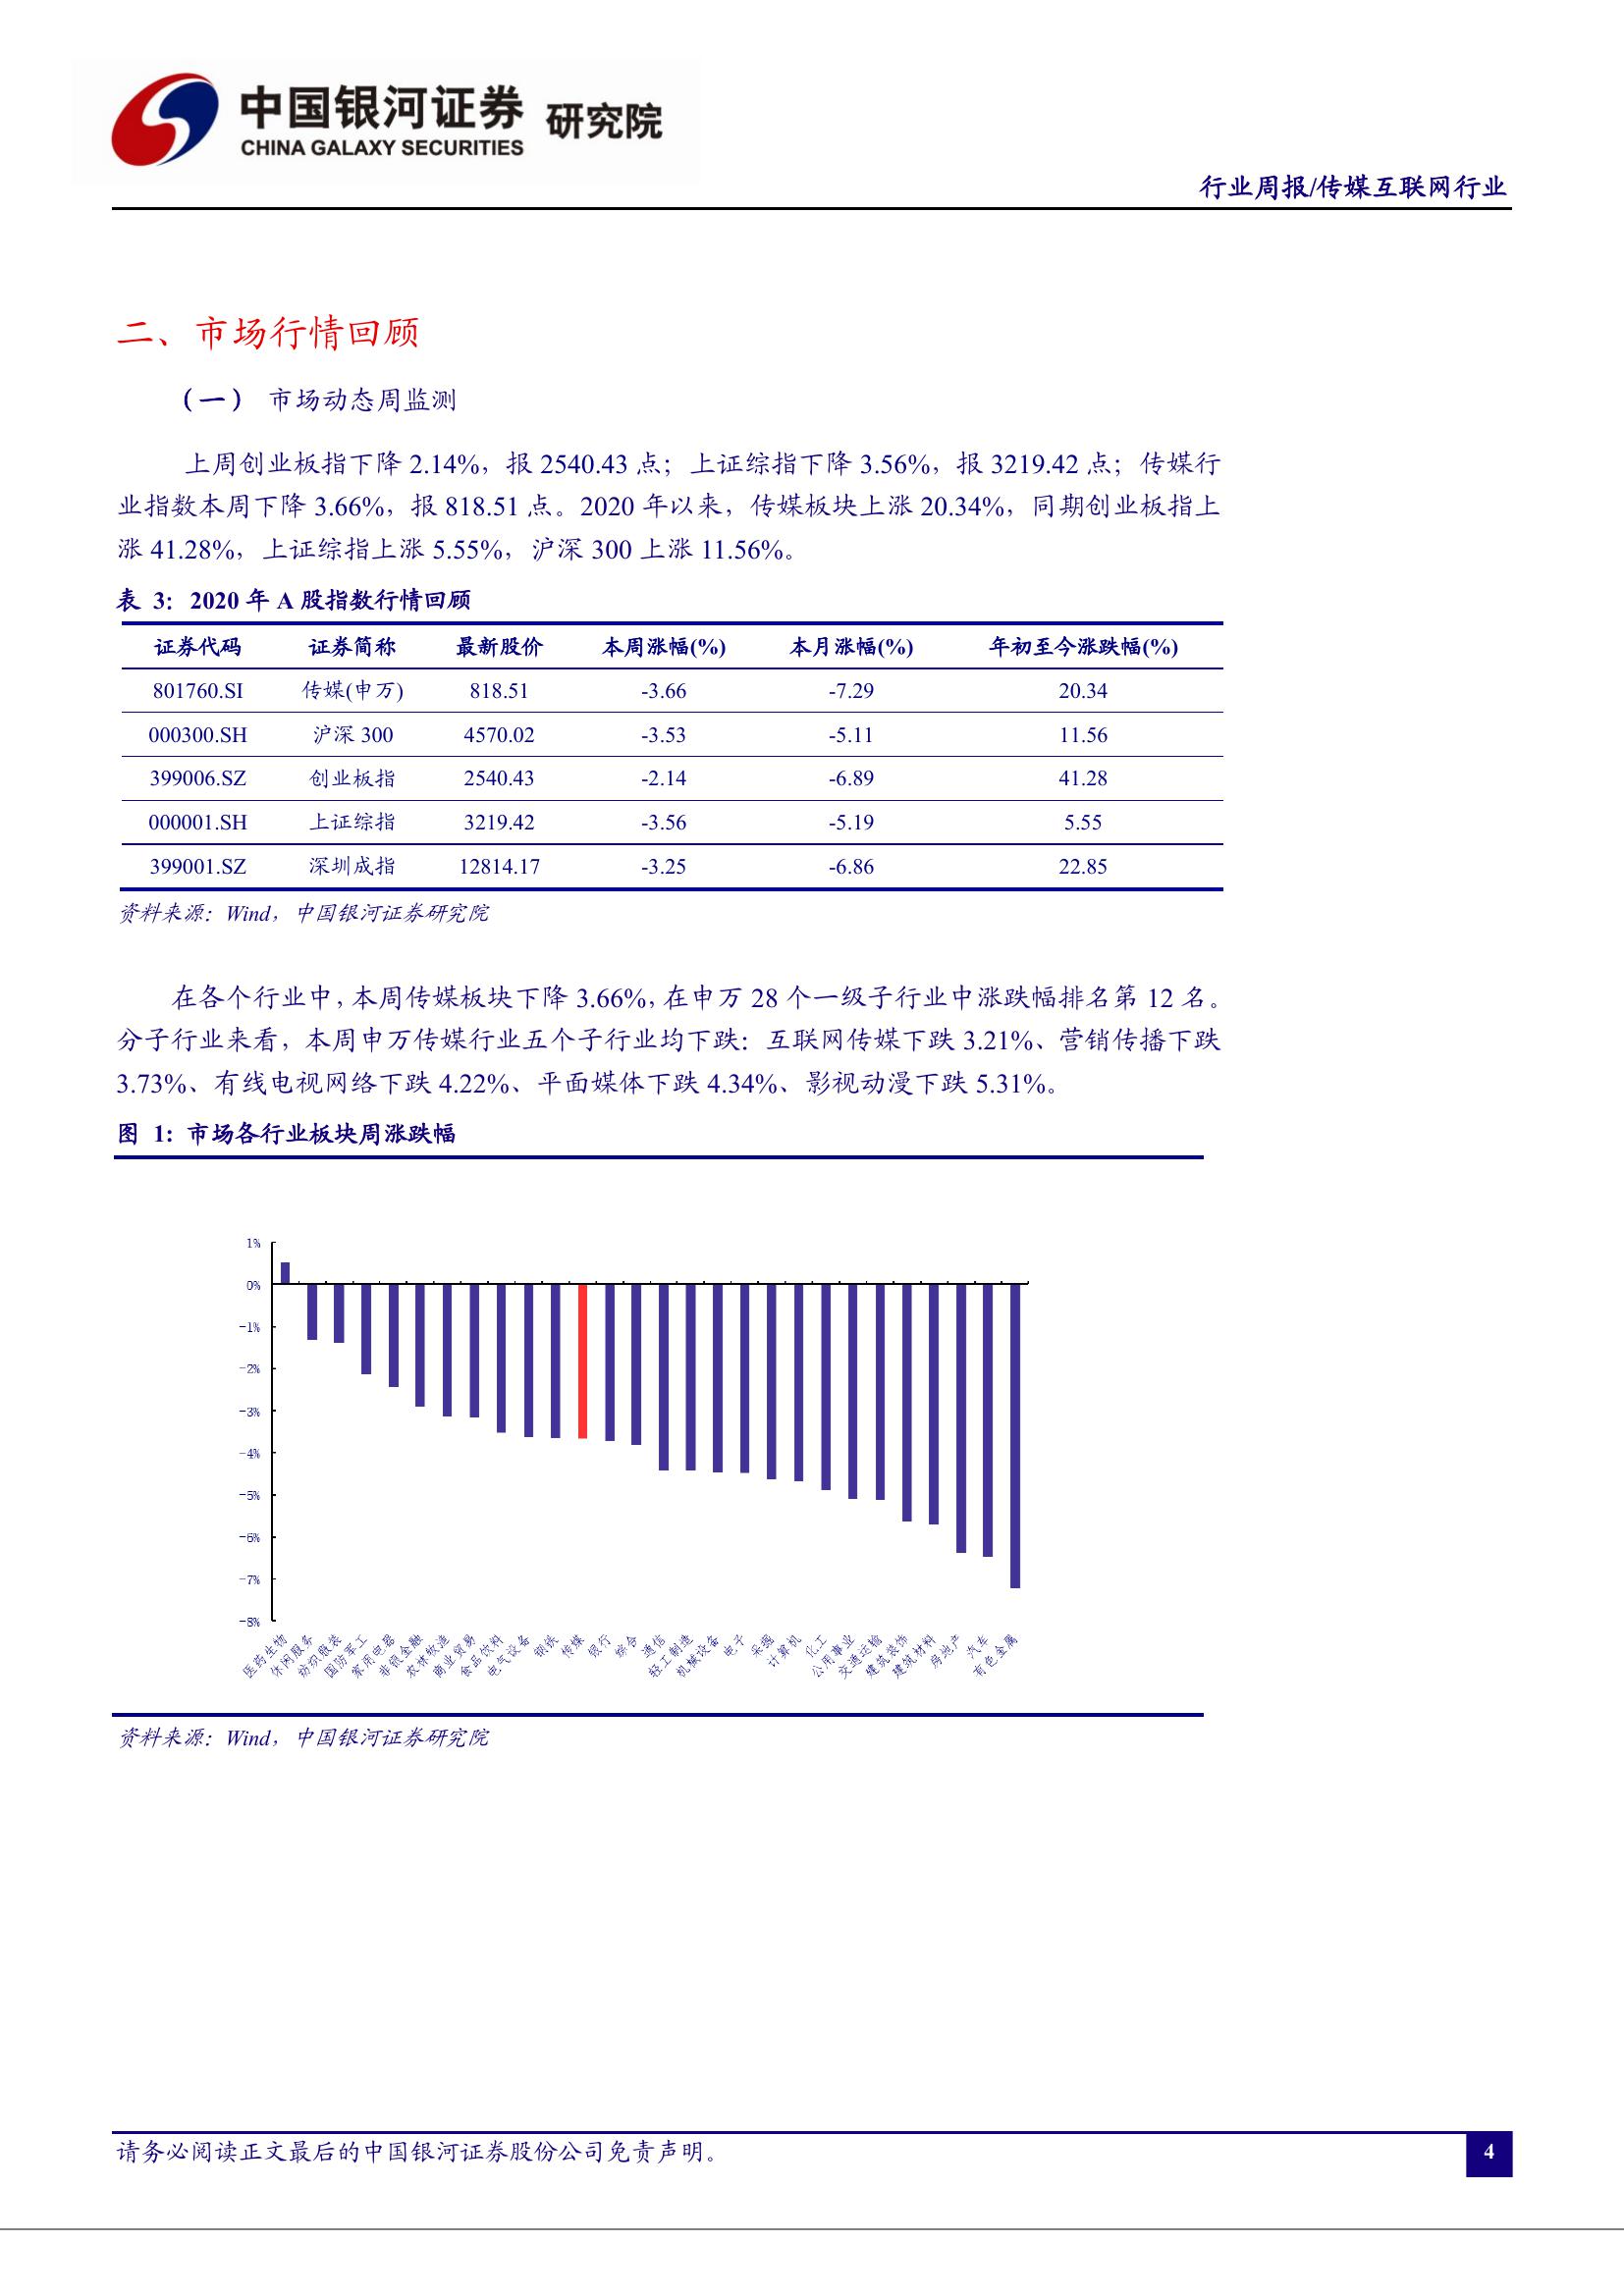 中国银河证券 研究院
CHINA GALAXY SECURITIES
行业周报/传媒互联网行业
二、市场行情回顾
（一） 市场动态周监测
上周创业板指下降 2.14%，报 2540.43 点；上证综指下降 3.56%，报 3219.42 点；传媒行
业指数本周下降 3.66%，报 818.51 点。2020 年以来，传媒板块上涨 20.34%，同期创业板指上
涨 41.28%，上证综指上涨 5.55%，沪深 300 上涨 11.56%。
表 3：2020 年 A 股指数行情回顾
证券代码 证券简称 最新股价 本周涨幅(%) 本月涨幅(%) 年初至今涨跌幅(%)
801760.SI 传媒(申万) 818.51 -3.66 -7.29 20.34
000300.SH 沪深 300 4570.02 -3.53 -5.11 11.56
399006.SZ 创业板指 2540.43 -2.14 -6.89 41.28
000001.SH 上证综指 3219.42 -3.56 -5.19 5.55
399001.SZ 深圳成指 12814.17 -3.25 -6.86 22.85
资料来源：Wind，中国银河证券研究院
在各个行业中，本周传媒板块下降 3.66%，在申万 28 个一级子行业中涨跌幅排名第 12 名。
分子行业来看，本周申万传媒行业五个子行业均下跌：互联网传媒下跌 3.21%、营销传播下跌
3.73%、有线电视网络下跌 4.22%、平面媒体下跌 4.34%、影视动漫下跌 5.31%。
图 1：市场各行业板块周涨跌幅
1%
0%
-1%
-2%
-3%
-4%
-5%
-6%
-7%
-8%
医药生物
休闲服务
纺织服装
国防军工
家用电器
非银金融
农林牧渔
商业贸易
食品饮料
电气设备
钢铁
传媒
银行
综合
通信
轻工制造
机械设备
电子
采掘
计算机
化工
公用事业
交通运输
建筑装饰
建筑材料
房地产
汽车
有色金属
资料来源：Wind，中国银河证券研究院
请务必阅读正文最后的中国银河证券股份公司免责声明。
4